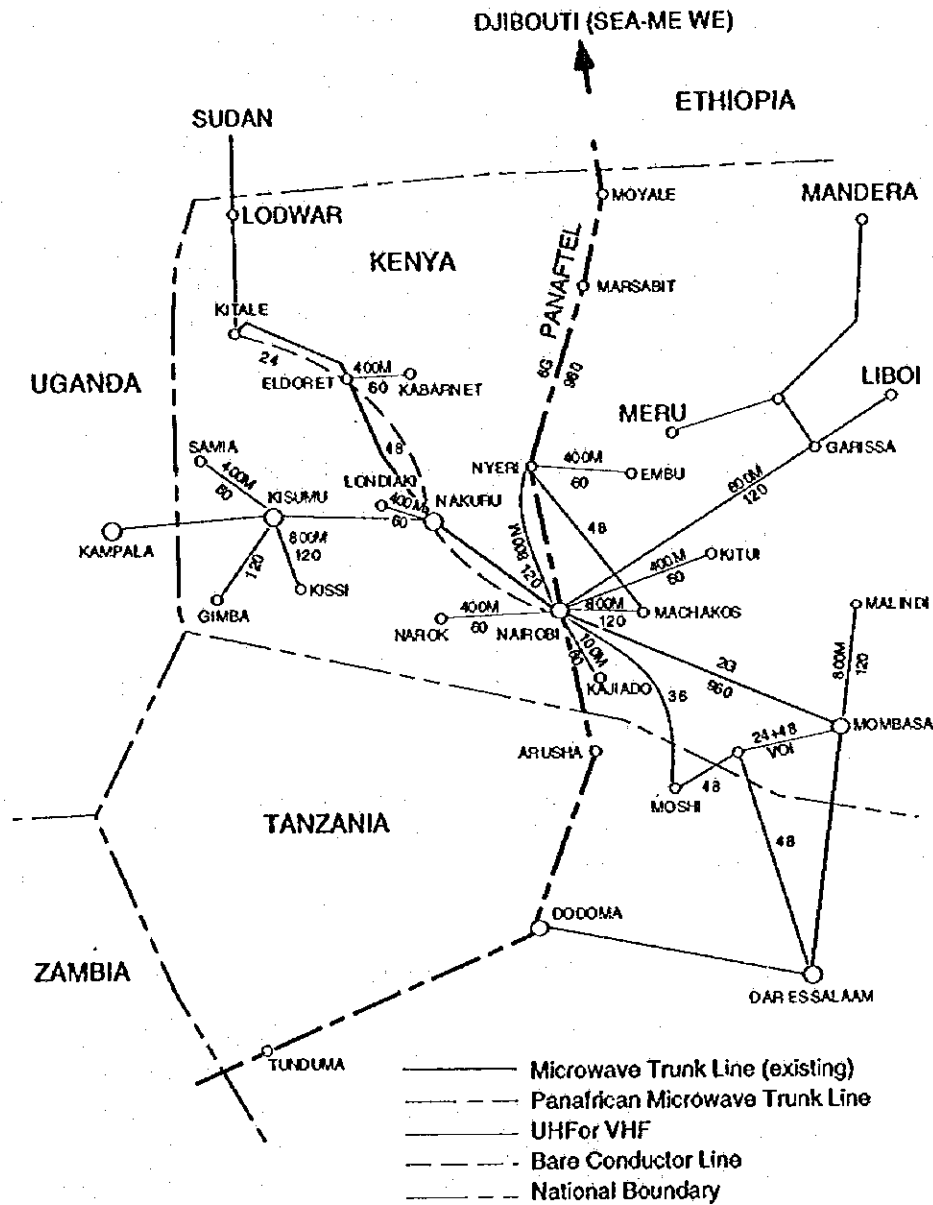 DJIBOUTI (SEA-ME WE)
ETHIOPIA
SUDAN
MOYALE
MANDERA
LODWAR
KENYA
PANAFTEL
MARSABIT
6G
960
KITALE
24
400M
ELDORET
60
KABARNET
UGANDA
LIBOI
MERU
SAMIA
400M
60
48
GARISSA
LONDIAKI
NYERI
400M
60
EMBU
KISUMU
400M
60
NAKURU
800M
120
KAMPALA
800M
120
120
800M
120
48
400M
60
KITUI
KISSI
GIMBA
400M
60
NAROK
NAIROBI
800M
120
MACHAKOS
MALINDI
800M
120
100M
60
KAJIADO
36
2G
960
MOMBASA
ARUSHA
24+48
VOI
48
MOSHI
TANZANIA
48
DODOMA
ZAMBIA
DAR ESSALAAM
TUNDUMA
Microwave Trunk Line (existing)
Panafrican Microwave Trunk Line
UHFor VHF
Bare Conductor Line
National Boundary